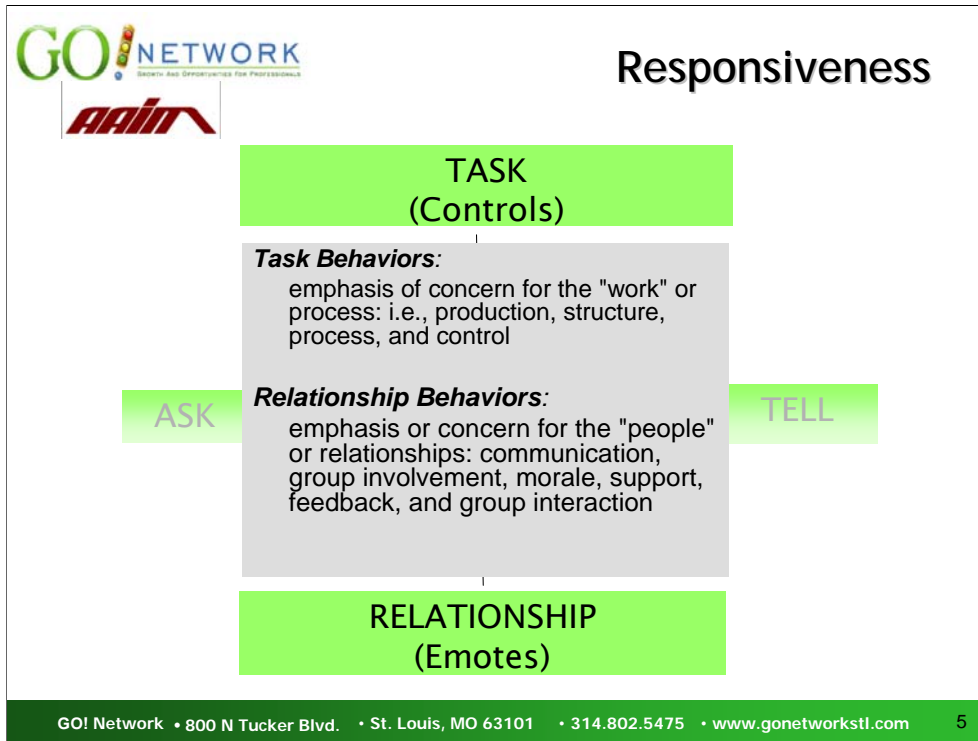 GO! NETWORK
Growth And Opportunities For Professionals
AAIM
Responsiveness
TASK
(Controls)
Task Behaviors:
emphasis of concern for the "work" or
process: i.e., production, structure,
process, and control
ASK
Relationship Behaviors:
emphasis or concern for the "people"
or relationships: communication,
group involvement, morale, support,
feedback, and group interaction
TELL
RELATIONSHIP
(Emotes)
GO! Network • 800 N Tucker Blvd. • St. Louis, MO 63101 • 314.802.5475 • www.gonetworkstl.com 5